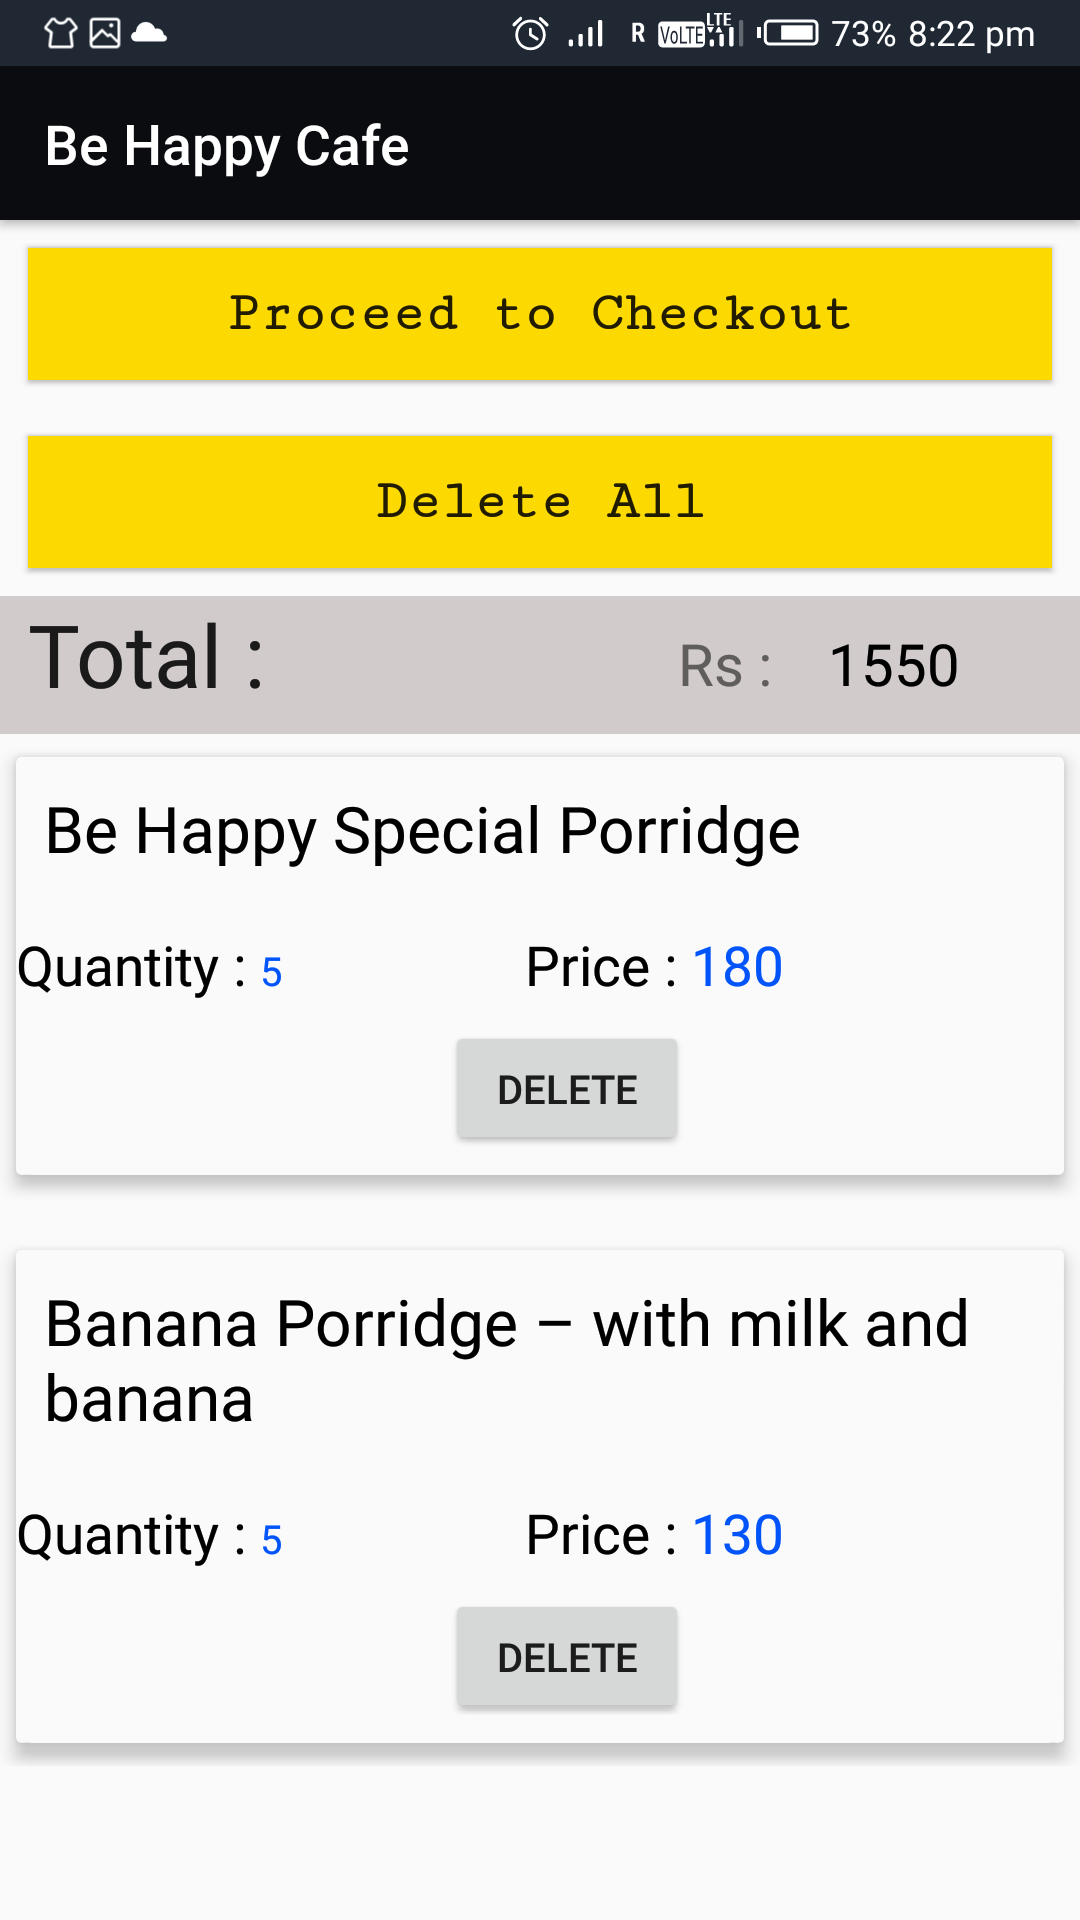 R VoLTE LTE 73% 8:22 pm
Be Happy Cafe
Proceed to Checkout
Delete All
Total : Rs : 1550
Be Happy Special Porridge
Quantity : 5 Price : 180
DELETE
Banana Porridge – with milk and
banana
Quantity : 5 Price : 130
DELETE